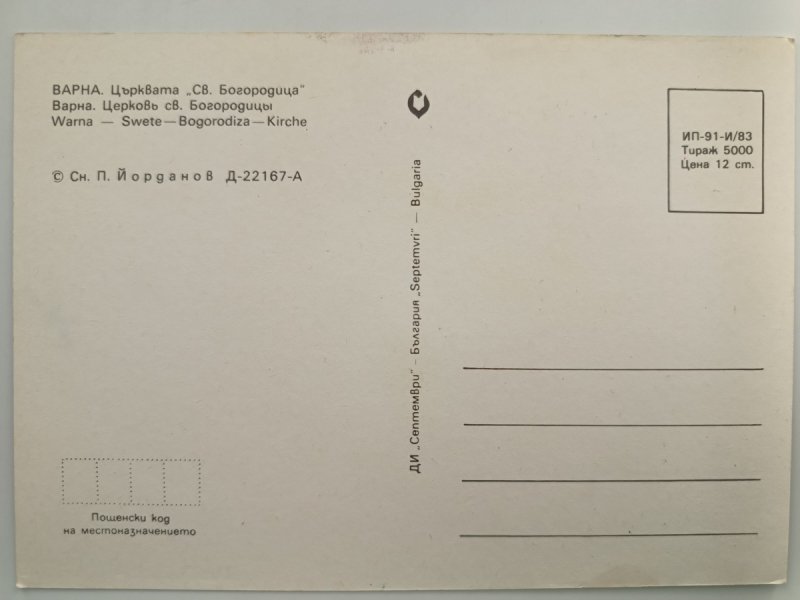 ВАРНА. Църквата „Св. Богородица"
Варна. Церковь св. Богородицы
Warna — Swete—Bogorodiza—Kirche
© Сн. П. Йорданов Д-22167-А
ДИ „Септември" - България „Septemvri" — Bulgaria
ИП-91-И/83
Тираж 5000
Цена 12 ст.
Пощенски код
на местоназначението